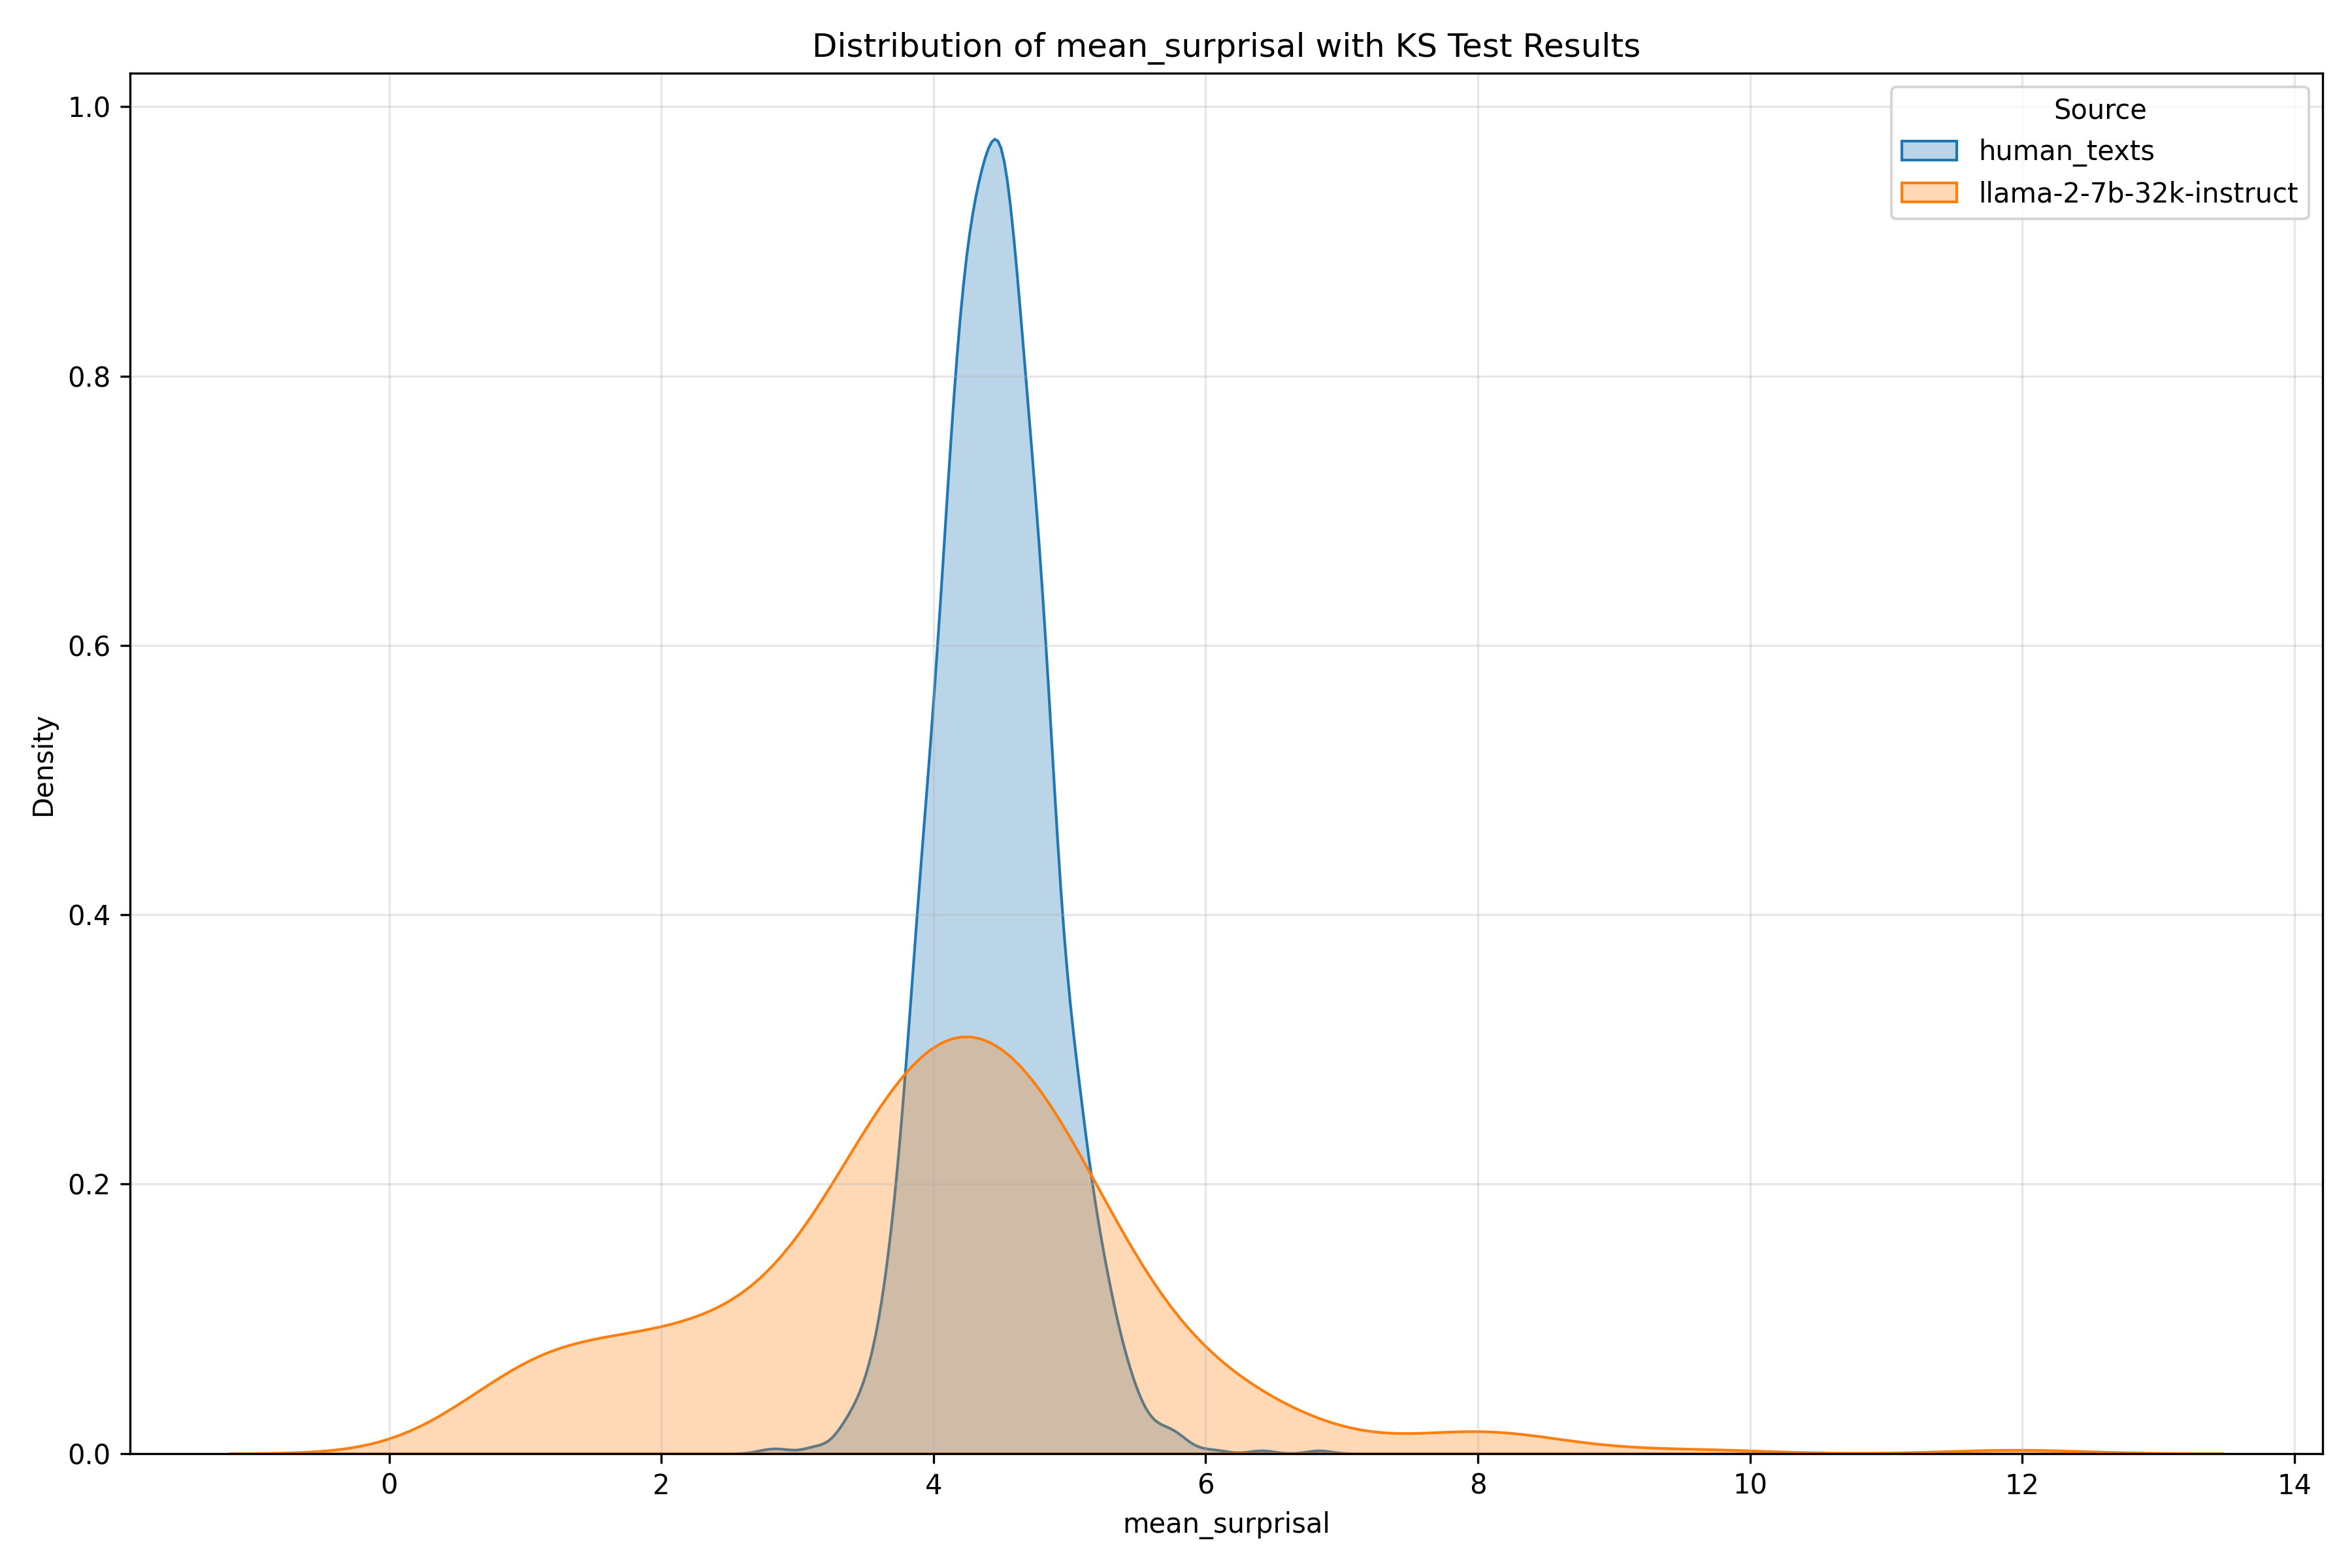 Distribution of mean_surprisal with KS Test Results
Source
human_texts
llama-2-7b-32k-instruct
Density
1.0
0.8
0.6
0.4
0.2
0.0
0 2 4 6 8 10 12 14
mean_surprisal